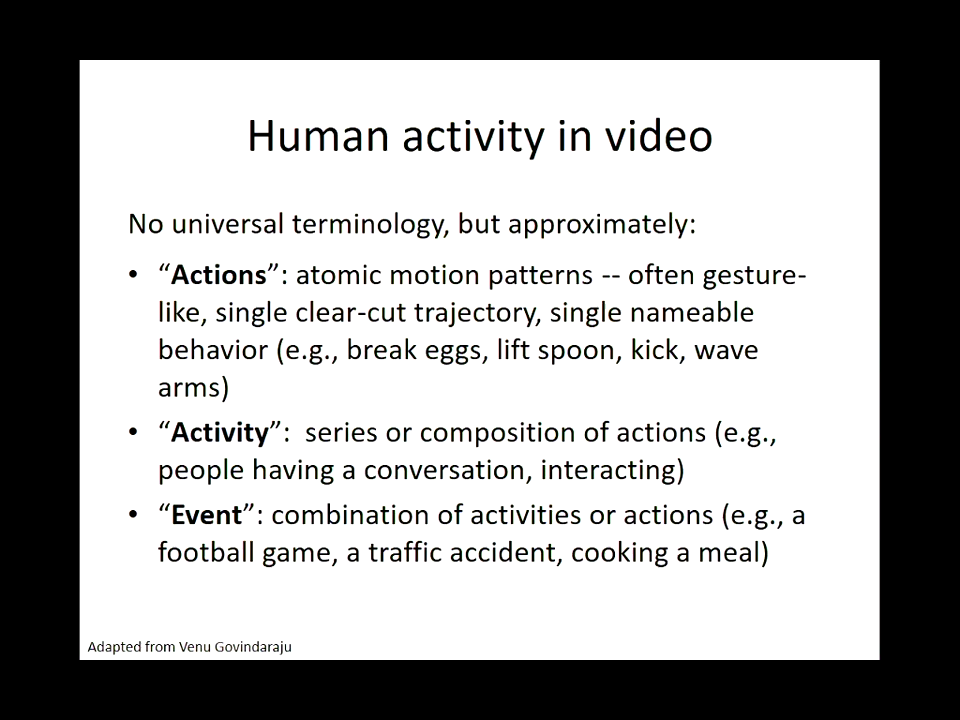 Human activity in video
No universal terminology, but approximately:
• “Actions”: atomic motion patterns -- often gesture-
like, single clear-cut trajectory, single nameable
behavior (e.g., break eggs, lift spoon, kick, wave
arms)
• “Activity”:  series or composition of actions (e.g.,
people having a conversation, interacting)
• “Event”: combination of activities or actions (e.g., a
football game, a traffic accident, cooking a meal)
Adapted from Venu Govindaraju